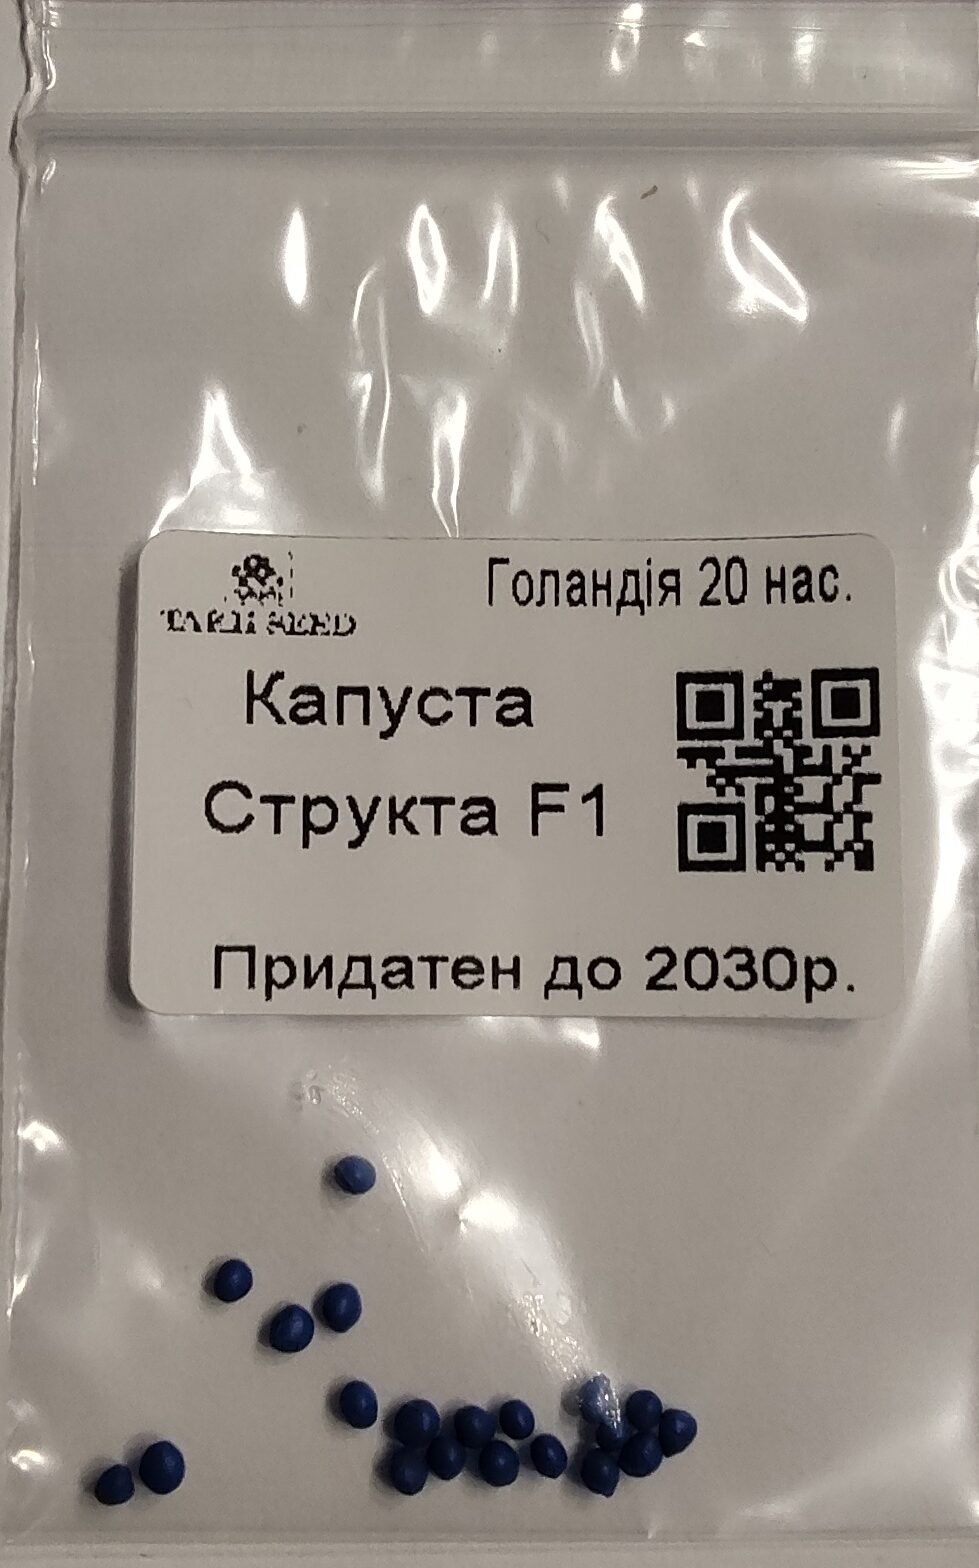 Голандія 20 нас.
Капуста
Структа F1
Придатен до 2030р.